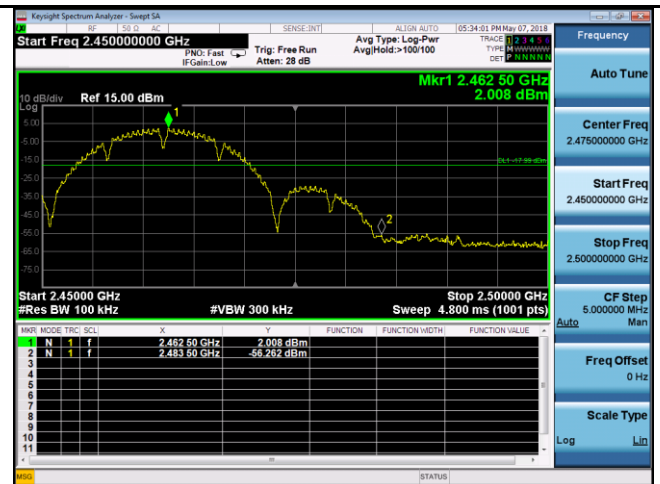 Keysight Spectrum Analyzer - Swept SA
RF 50 Ω AC SENSE:INT ALIGN AUTO 05:34:01 PM May 07, 2018
Start Freq 2.450000000 GHz
PNO: Fast
IFGain:Low
Trig: Free Run
Atten: 28 dB
Avg Type: Log-Pwr
Avg|Hold:>100/100
TRACE 1 2 3 4 5 6
TYPE MWWWWW
DET P NNNNN
Mkr1 2.462 50 GHz
2.008 dBm
10 dB/div Ref 15.00 dBm
Log
1
5.00
-5.00
-15.0
DL1 -17.99 dBm
-25.0
-35.0
-45.0
2
-55.0
-65.0
-75.0
Start 2.45000 GHz Stop 2.50000 GHz
#Res BW 100 kHz #VBW 300 kHz Sweep 4.800 ms (1001 pts)
MKR MODE TRC SCL X Y FUNCTION FUNCTION WIDTH FUNCTION VALUE
1 N 1 f 2.462 50 GHz 2.008 dBm
2 N 1 f 2.483 50 GHz -56.262 dBm
3
4
5
6
7
8
9
10
11
MSG STATUS
Frequency
Auto Tune
Center Freq
2.475000000 GHz
Start Freq
2.450000000 GHz
Stop Freq
2.500000000 GHz
CF Step
5.000000 MHz
Auto Man
Freq Offset
0 Hz
Scale Type
Log Lin